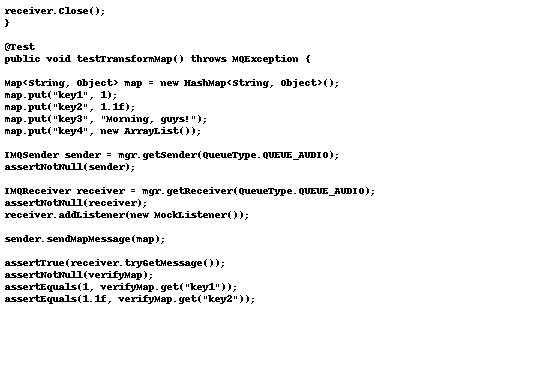 receiver.Close();
}
@Test
public void testTransformMap() throws MQException {
Map<String, Object> map = new HashMap<String, Object>();
map.put("key1", 1);
map.put("key2", 1.1f);
map.put("key3", "Morning, guys!");
map.put("key4", new ArrayList());
IMQSender sender = mgr.getSender(QueueType.QUEUE_AUDIO);
assertNotNull(sender);
IMQReceiver receiver = mgr.getReceiver(QueueType.QUEUE_AUDIO);
assertNotNull(receiver);
receiver.addListener(new MockListener());
sender.sendMapMessage(map);
assertTrue(receiver.tryGetMessage());
assertNotNull(verifyMap);
assertEquals(1, verifyMap.get("key1"));
assertEquals(1.1f, verifyMap.get("key2"));